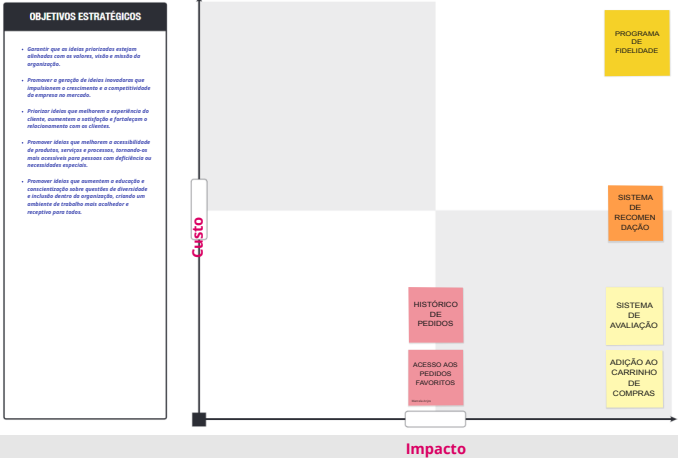 OBJETIVOS ESTRATÉGICOS
Garantir que as ideias priorizadas estejam
alinhadas com os valores, visão e missão da
organização.
Promover a geração de ideias inovadoras que
impulsionem o crescimento e a competitividade
da empresa no mercado.
Priorizar ideias que melhorem a experiência do
cliente, aumentem a satisfação e fortaleçam o
relacionamento com os clientes.
Promover ideias que melhorem a acessibilidade
de produtos, serviços e processos, tornando-os
mais acessíveis para pessoas com deficiência ou
necessidades especiais.
Promover ideias que aumentem a educação e
conscientização sobre questões de diversidade
e inclusão dentro da organização, criando um
ambiente de trabalho mais acolhedor e
receptivo para todos.
Custo
PROGRAMA
DE
FIDELIDADE
SISTEMA
DE
RECOMEN
DAÇÃO
HISTÓRICO
DE
PEDIDOS
SISTEMA
DE
AVALIAÇÃO
ACESSO AOS
PEDIDOS
FAVORITOS
ADIÇÃO AO
CARRINHO
DE
COMPRAS
Impacto